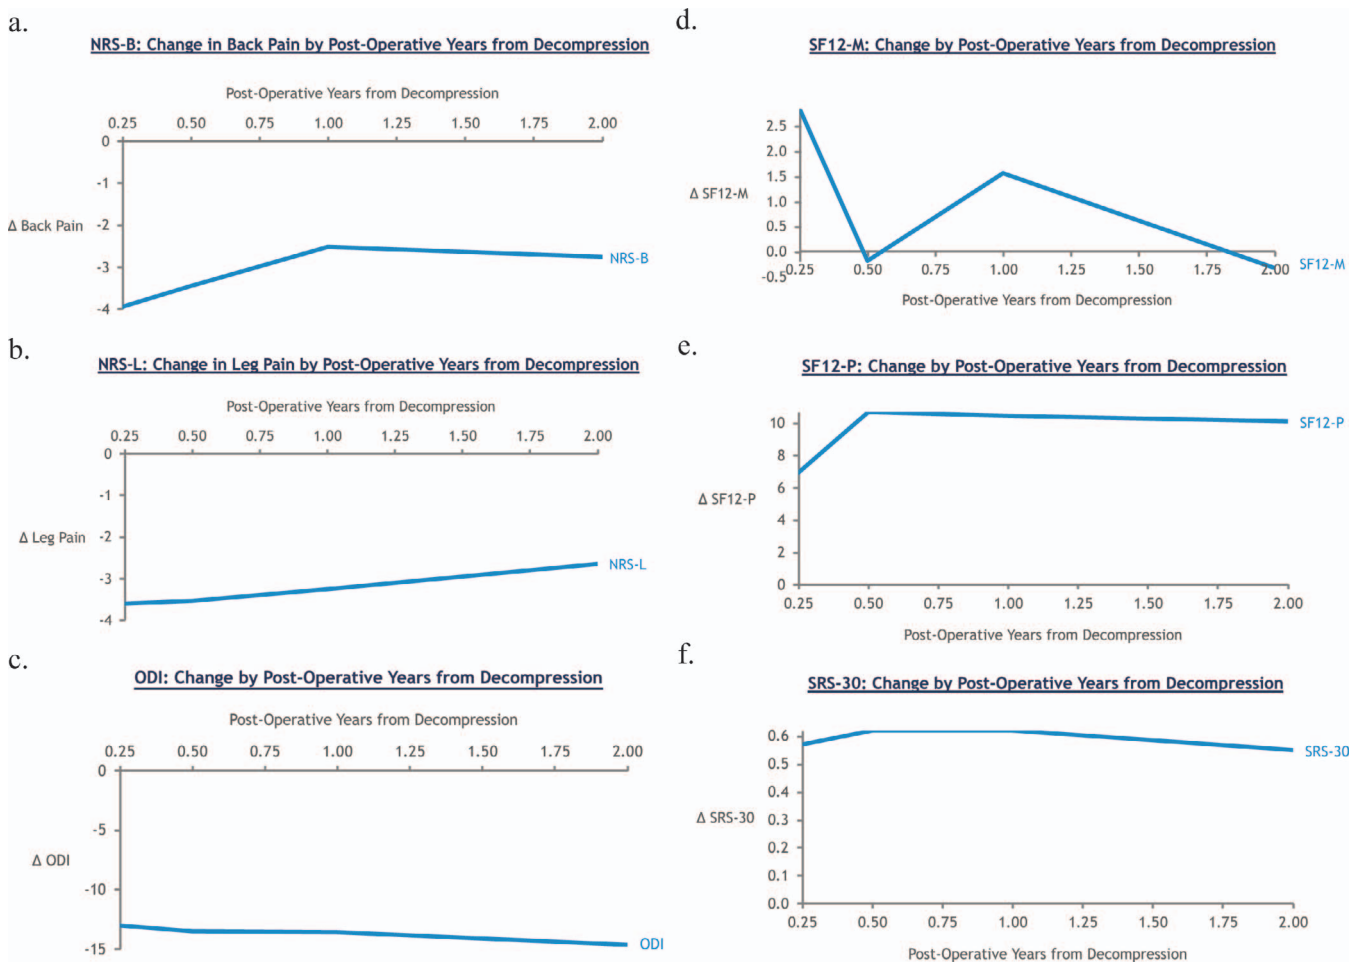 a.
NRS-B: Change in Back Pain by Post-Operative Years from Decompression
Post-Operative Years from Decompression
0.25 0.50 0.75 1.00 1.25 1.50 1.75 2.00
0
-1
-2
Δ Back Pain
-3
-4
NRS-B
b.
NRS-L: Change in Leg Pain by Post-Operative Years from Decompression
Post-Operative Years from Decompression
0.25 0.50 0.75 1.00 1.25 1.50 1.75 2.00
0
-1
-2
Δ Leg Pain
-3
-4
NRS-L
c.
ODI: Change by Post-Operative Years from Decompression
Post-Operative Years from Decompression
0.25 0.50 0.75 1.00 1.25 1.50 1.75 2.00
0
-5
Δ ODI
-10
-15
ODI
d.
SF12-M: Change by Post-Operative Years from Decompression
2.5
2.0
1.5
Δ SF12-M
1.0
0.5
0.0
-0.5
0.25 0.50 0.75 1.00 1.25 1.50 1.75 2.00
SF12-M
Post-Operative Years from Decompression
e.
SF12-P: Change by Post-Operative Years from Decompression
10
8
6
Δ SF12-P
4
2
0
0.25 0.50 0.75 1.00 1.25 1.50 1.75 2.00
SF12-P
Post-Operative Years from Decompression
f.
SRS-30: Change by Post-Operative Years from Decompression
0.6
0.5
0.4
0.3
Δ SRS-30
0.2
0.1
0.0
0.25 0.50 0.75 1.00 1.25 1.50 1.75 2.00
SRS-30
Post-Operative Years from Decompression